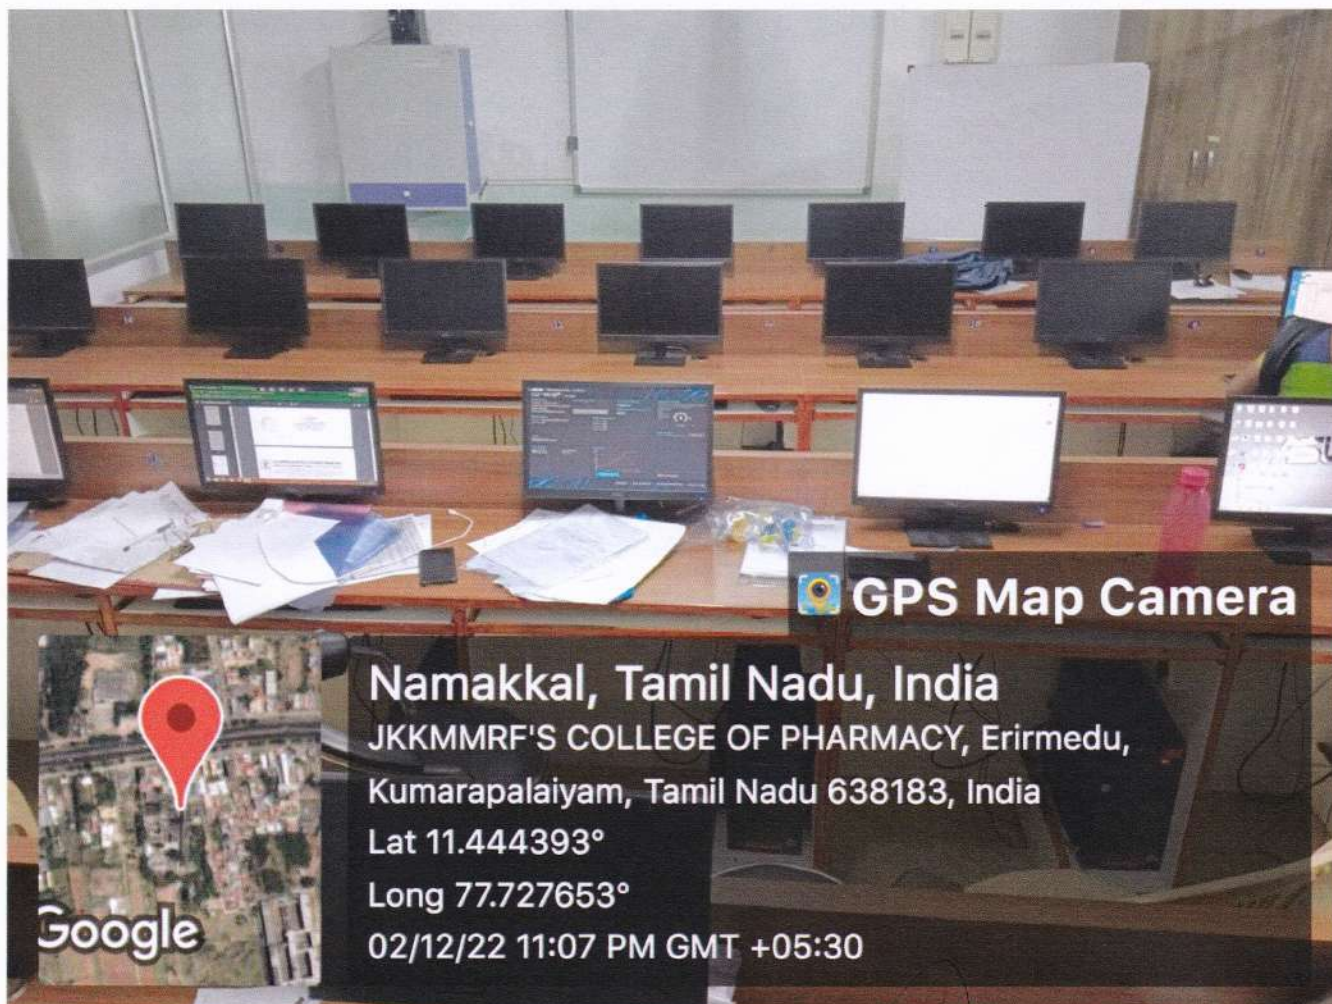 GPS Map Camera
Namakkal, Tamil Nadu, India
JKKMMRF'S COLLEGE OF PHARMACY, Erirmedu,
Kumarapalaiyam, Tamil Nadu 638183, India
Lat 11.444393°
Long 77.727653°
02/12/22 11:07 PM GMT +05:30
Google